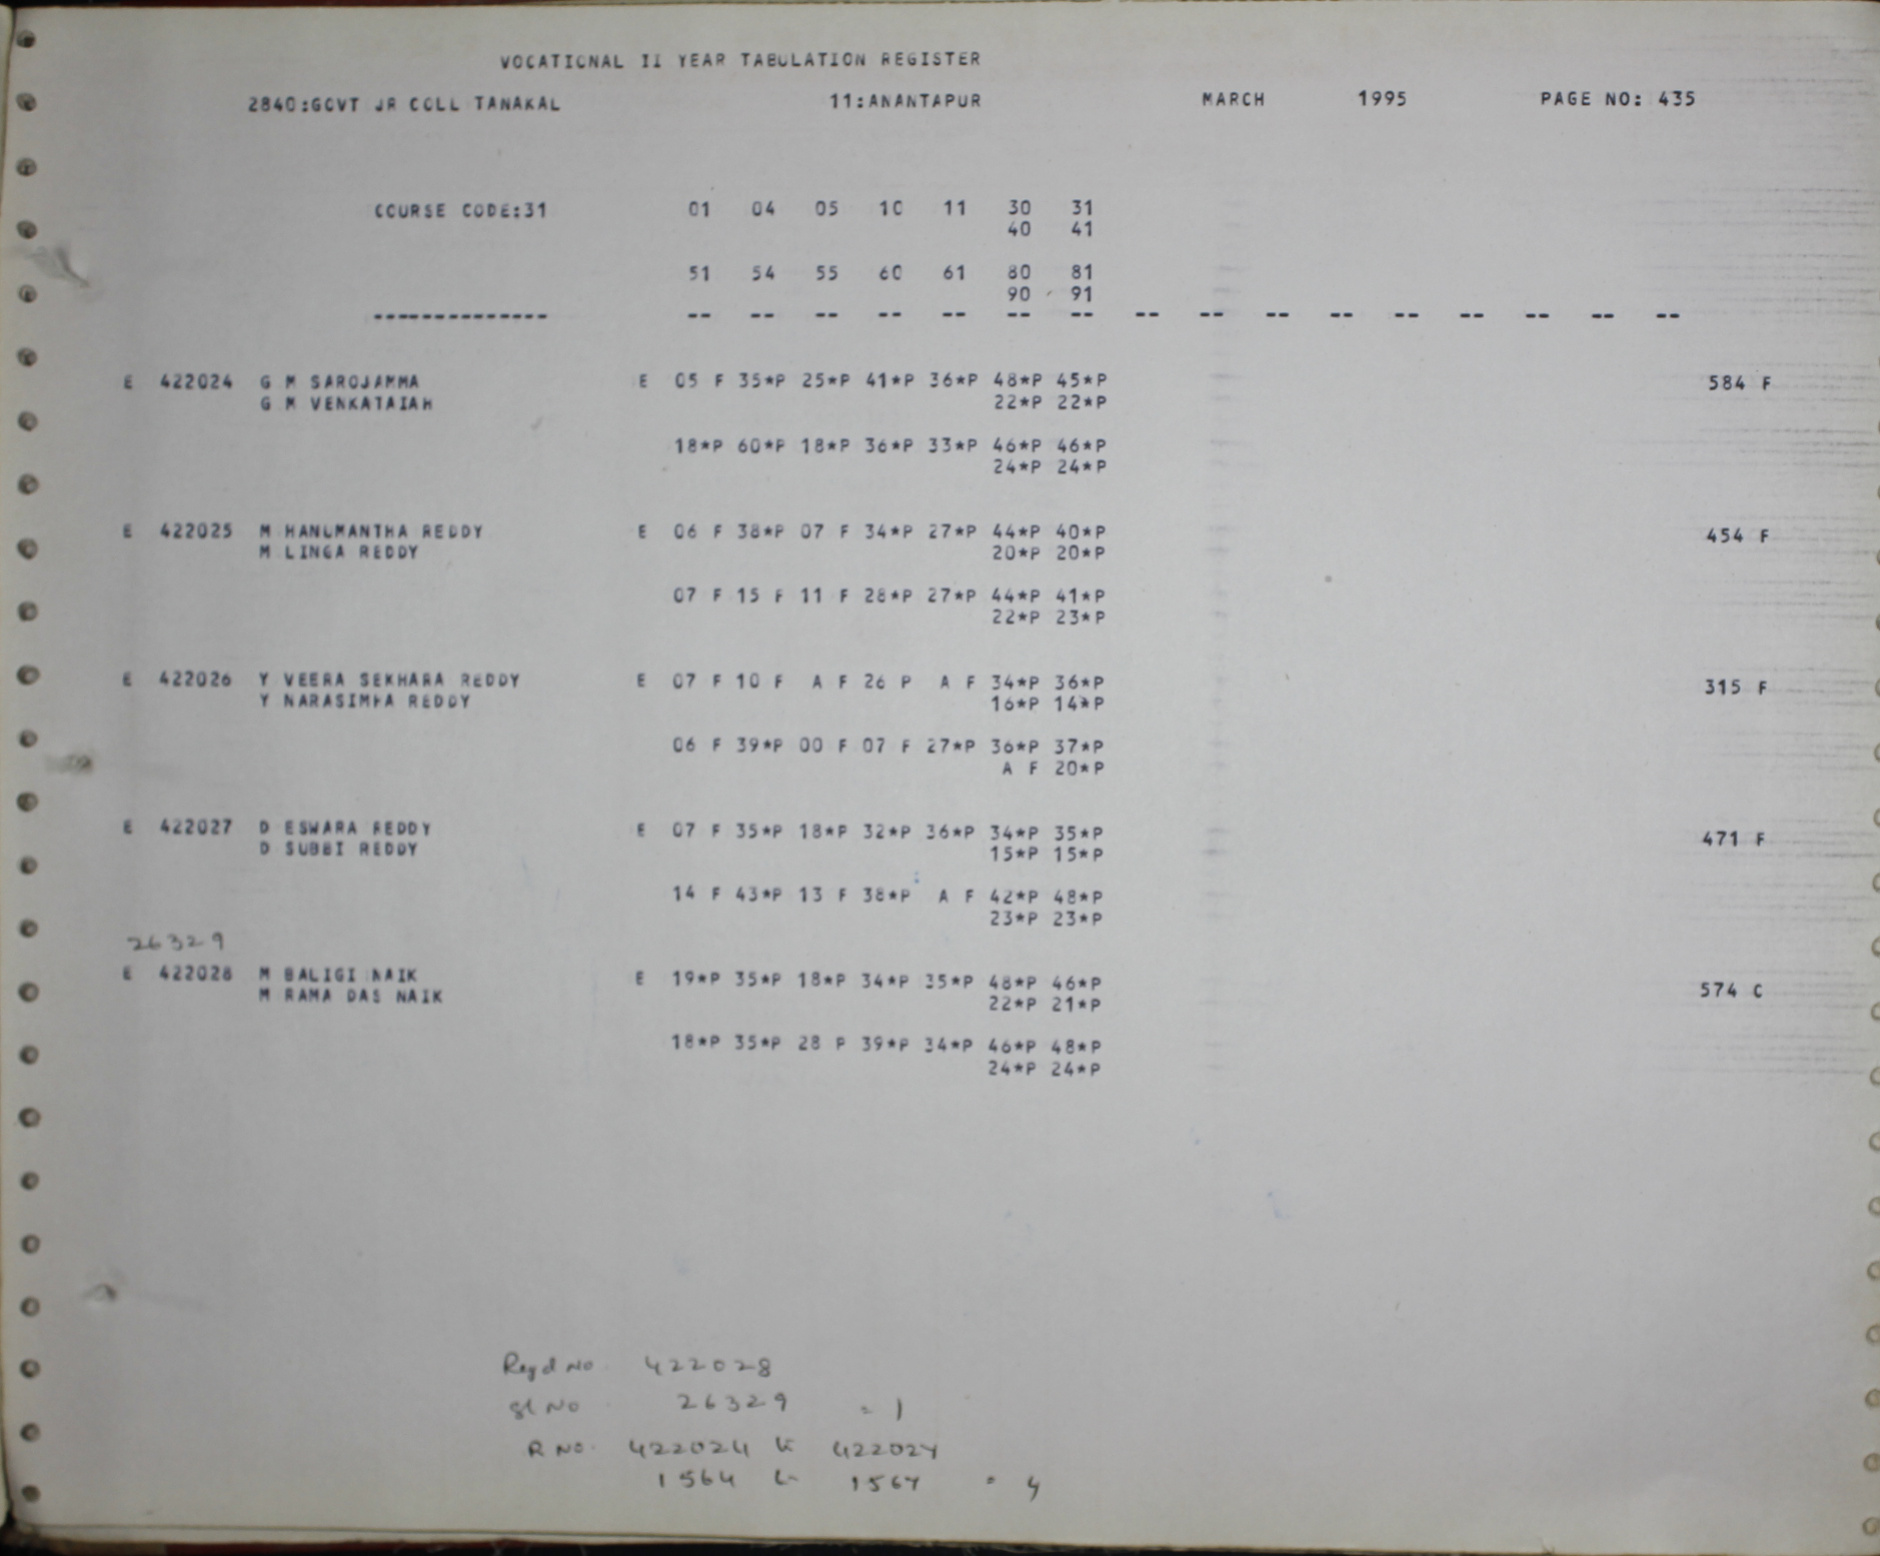 VOCATIONAL II YEAR TABULATION REGISTER
2840:GOVT JR COLL TANAKAL 11:ANANTAPUR MARCH 1995 PAGE NO: 435
COURSE CODE:31 01 04 05 10 11 30 31
40 41
51 54 55 60 61 80 81
90 91
-------------- -- -- -- -- -- -- -- -- -- -- -- -- -- -- -- --
E 422024 G M SAROJAMMA E 05 F 35*P 25*P 41*P 36*P 48*P 45*P 584 F
G M VENKATAIAH 22*P 22*P
18*P 60*P 18*P 36*P 33*P 46*P 46*P
24*P 24*P
E 422025 M HANUMANTHA REDDY E 06 F 38*P 07 F 34*P 27*P 44*P 40*P 454 F
M LINGA REDDY 20*P 20*P
07 F 15 F 11 F 28*P 27*P 44*P 41*P
22*P 23*P
E 422026 Y VEERA SEKHARA REDDY E 07 F 10 F A F 26 P A F 34*P 36*P 315 F
Y NARASIMHA REDDY 16*P 14*P
06 F 39*P 00 F 07 F 27*P 36*P 37*P
A F 20*P
E 422027 D ESWARA REDDY E 07 F 35*P 18*P 32*P 36*P 34*P 35*P 471 F
D SUBBI REDDY 15*P 15*P
14 F 43*P 13 F 38*P A F 42*P 48*P
23*P 23*P
26329
E 422028 M BALIGI NAIK E 19*P 35*P 18*P 34*P 35*P 48*P 46*P 574 C
M RAMA DAS NAIK 22*P 21*P
18*P 35*P 28 P 39*P 34*P 46*P 48*P
24*P 24*P
Regd No. 422028
Sl No 26329 = 1
R No. 422024 to 422027
1564 to 1567 = 4